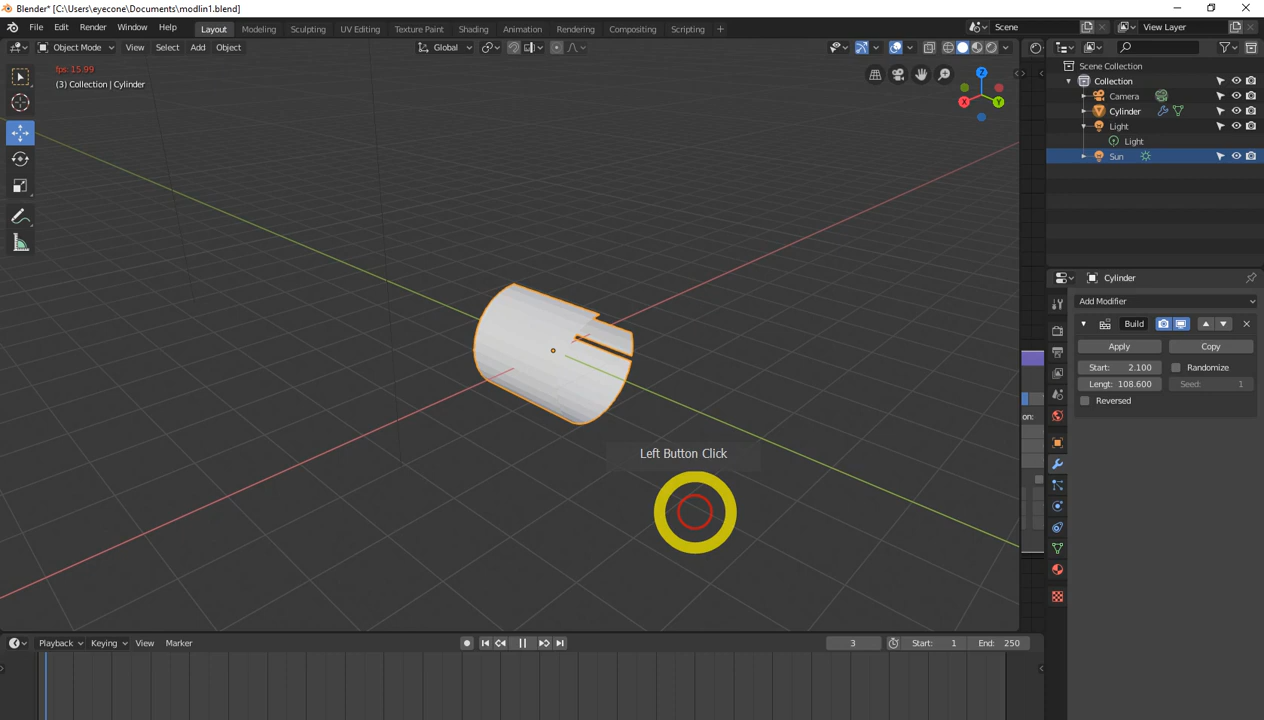 Blender* [C:\Users\eyecone\Documents\modlin1.blend]
File Edit Render Window Help Layout Modeling Sculpting UV Editing Texture Paint Shading Animation Rendering Compositing Scripting + Scene View Layer
Object Mode View Select Add Object Global
fps: 15.99
(3) Collection | Cylinder
Z
X
Y
Scene Collection
Collection
Camera
Cylinder
Light
Light
Sun
Cylinder
Add Modifier
Build
Apply Copy
Start: 2.100 Randomize
Lengt: 108.600 Seed: 1
Reversed
on:
Left Button Click
Playback Keying View Marker 3 Start: 1 End: 250